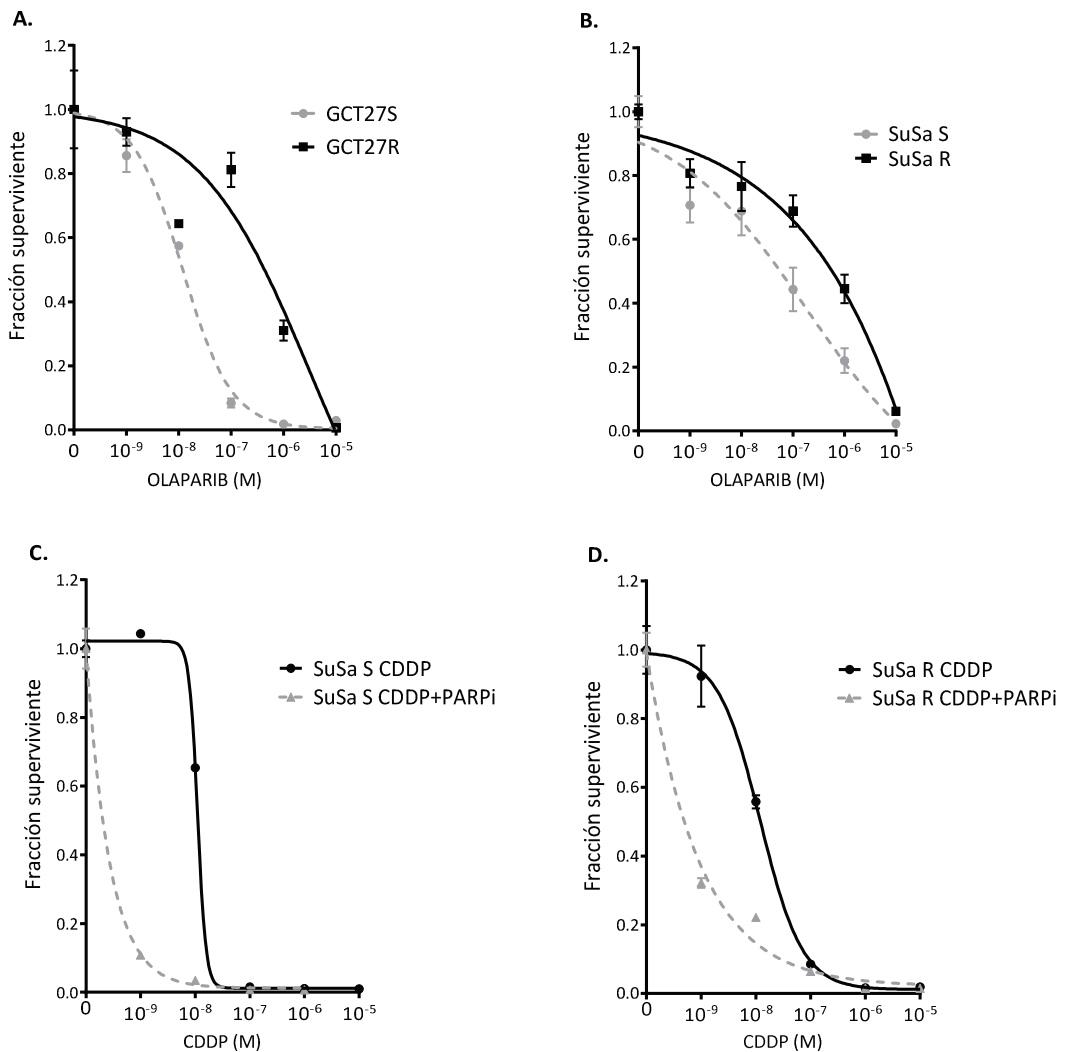 A.
1.2
1.0
0.8
0.6
0.4
0.2
0.0
Fracción superviviente
GCT27S
GCT27R
0 10-9 10-8 10-7 10-6 10-5
OLAPARIB (M)
B.
1.2
1.0
0.8
0.6
0.4
0.2
0.0
Fracción superviviente
SuSa S
SuSa R
0 10-9 10-8 10-7 10-6 10-5
OLAPARIB (M)
C.
1.2
1.0
0.8
0.6
0.4
0.2
0.0
Fracción superviviente
SuSa S CDDP
SuSa S CDDP+PARPi
0 10-9 10-8 10-7 10-6 10-5
CDDP (M)
D.
1.2
1.0
0.8
0.6
0.4
0.2
0.0
Fracción superviviente
SuSa R CDDP
SuSa R CDDP+PARPi
0 10-9 10-8 10-7 10-6 10-5
CDDP (M)